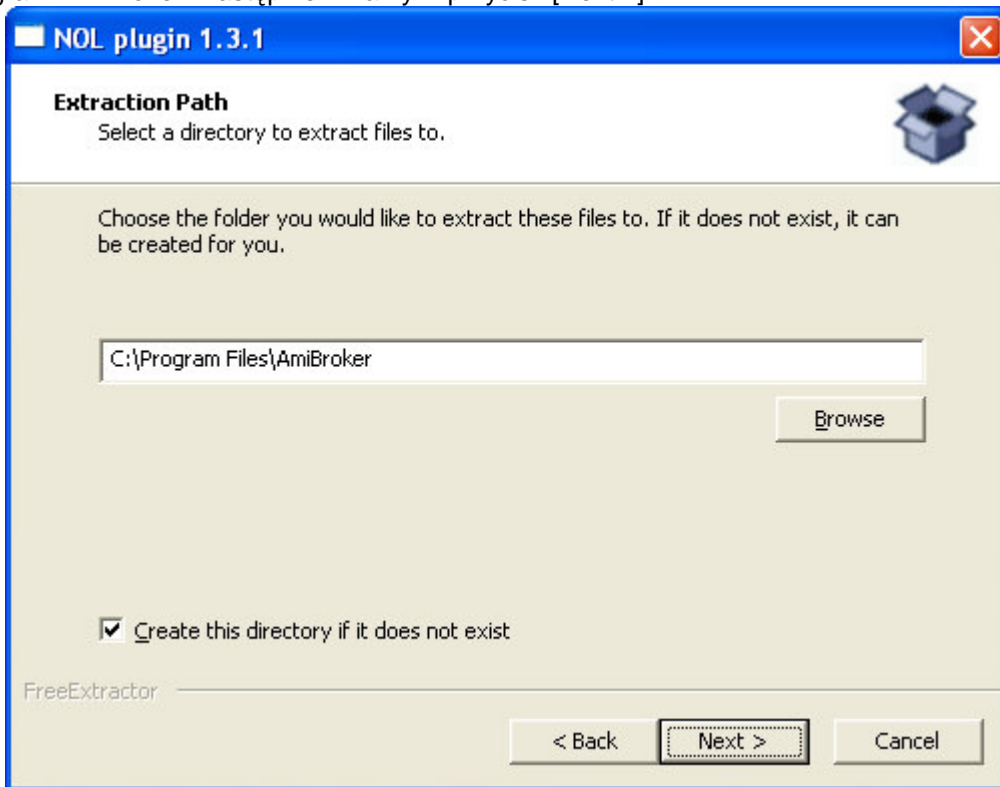 NOL plugin 1.3.1
Extraction Path
Select a directory to extract files to.
Choose the folder you would like to extract these files to. If it does not exist, it can
be created for you.
C:\Program Files\AmiBroker
Browse
Create this directory if it does not exist
FreeExtractor
< Back
Next >
Cancel